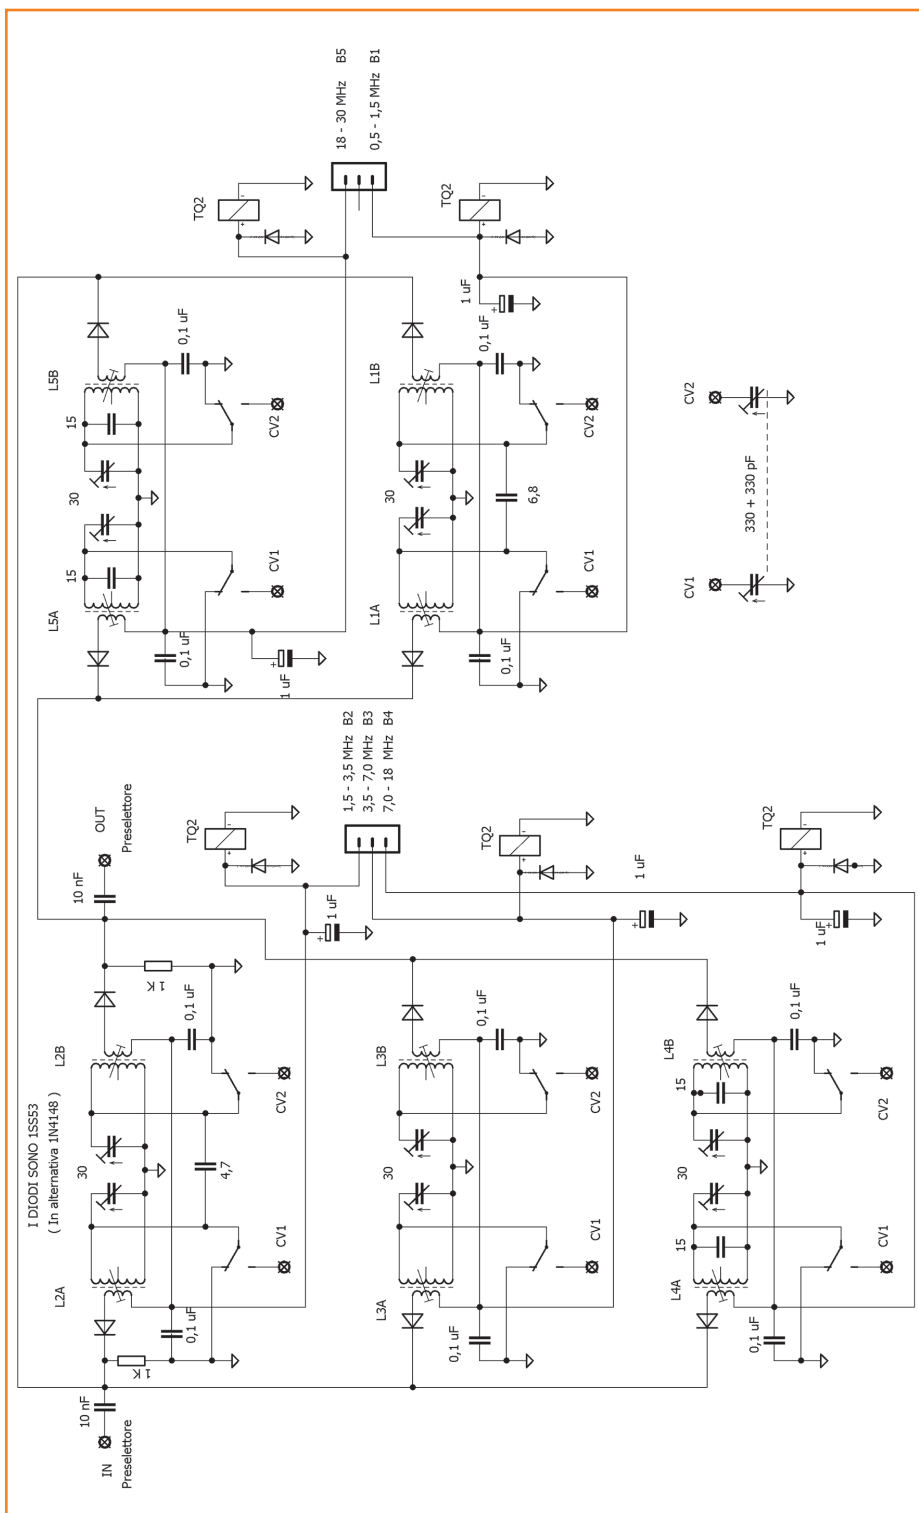 I DIODI SONO 1SS53
( In alternativa 1N4148 )
IN
Preselettore
10 nF
1 K
L2A
0,1 uF
CV1
30
4,7
L2B
0,1 uF
CV2
1 K
10 nF
OUT
Preselettore
TQ2
1 uF
1,5 - 3,5 MHz B2
3,5 - 7,0 MHz B3
7,0 - 18 MHz B4
L3A
0,1 uF
CV1
30
L3B
0,1 uF
CV2
TQ2
1 uF
L4A
15
0,1 uF
CV1
30
L4B
15
0,1 uF
CV2
1 uF
TQ2
L5A
15
0,1 uF
1 uF
CV1
30
L5B
15
0,1 uF
CV2
TQ2
18 - 30 MHz B5
0,5 - 1,5 MHz B1
L1A
0,1 uF
CV1
30
6,8
L1B
0,1 uF
CV2
1 uF
TQ2
CV1
330 + 330 pF
CV2